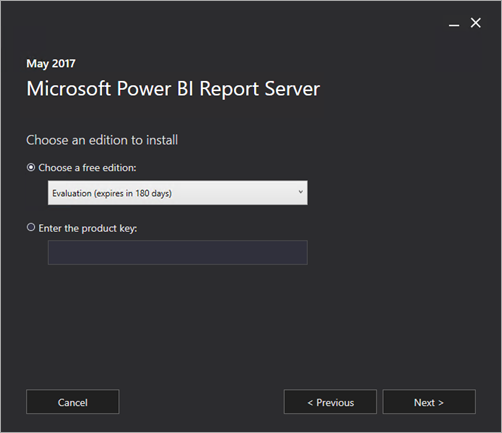 May 2017
Microsoft Power BI Report Server
Choose an edition to install
Choose a free edition:
Evaluation (expires in 180 days)
Enter the product key:
Cancel
< Previous
Next >